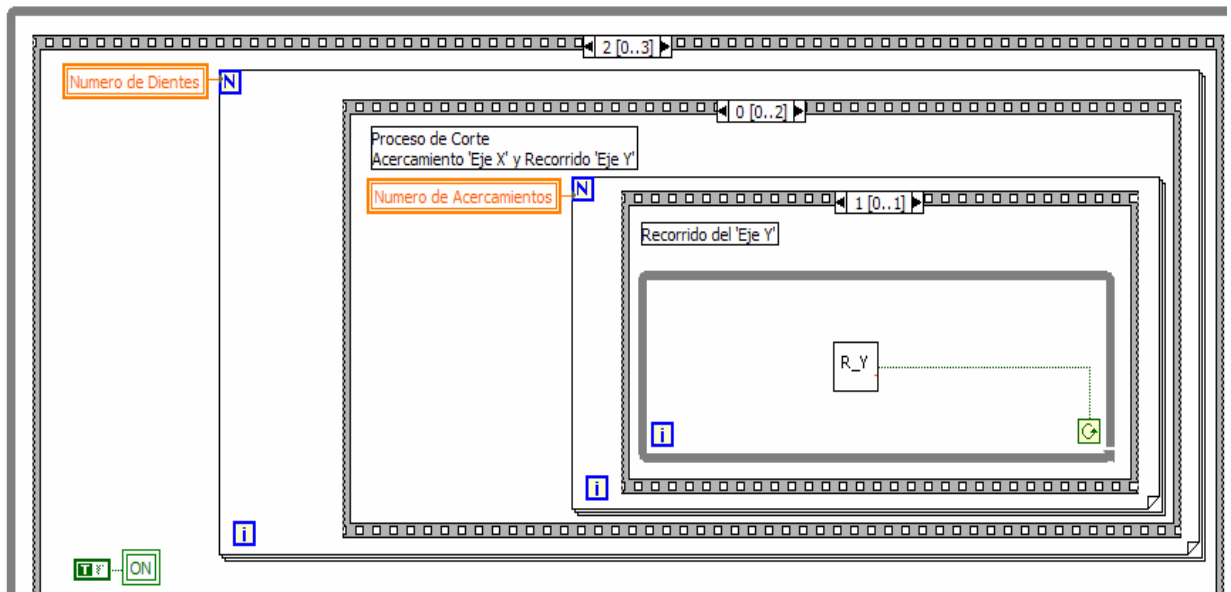 2 [0..3]
Numero de Dientes
N
0 [0..2]
Proceso de Corte
Acercamiento 'Eje X' y Recorrido 'Eje Y'
Numero de Acercamientos
N
1 [0..1]
Recorrido del 'Eje Y'
R_Y
i
i
i
T
ON